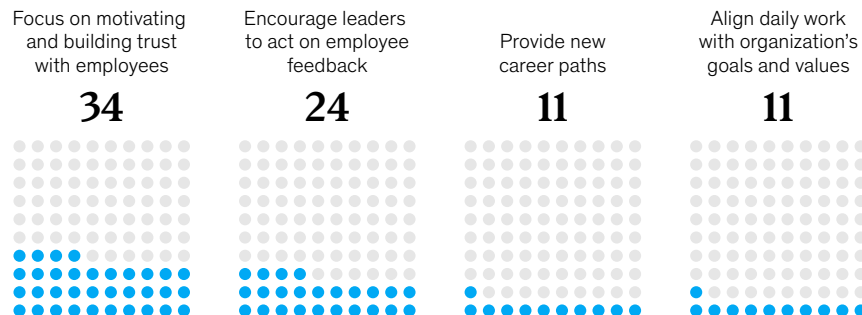 Focus on motivating
and building trust
with employees
34
Encourage leaders
to act on employee
feedback
24
Provide new
career paths
11
Align daily work
with organization's
goals and values
11